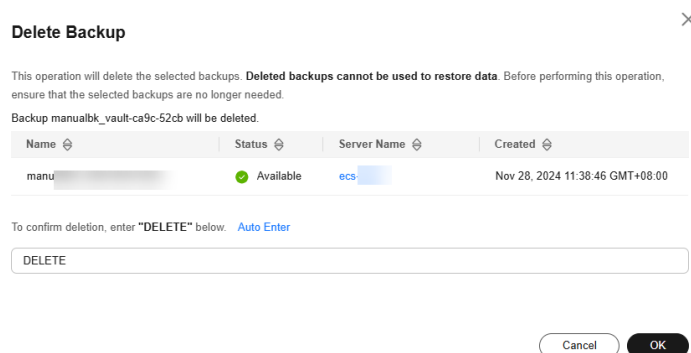 Delete Backup
This operation will delete the selected backups. Deleted backups cannot be used to restore data. Before performing this operation,
ensure that the selected backups are no longer needed.
Backup manualbk_vault-ca9c-52cb will be deleted.
Name Status Server Name Created
manu Available ecs- Nov 28, 2024 11:38:46 GMT+08:00
To confirm deletion, enter "DELETE" below. Auto Enter
DELETE
Cancel OK